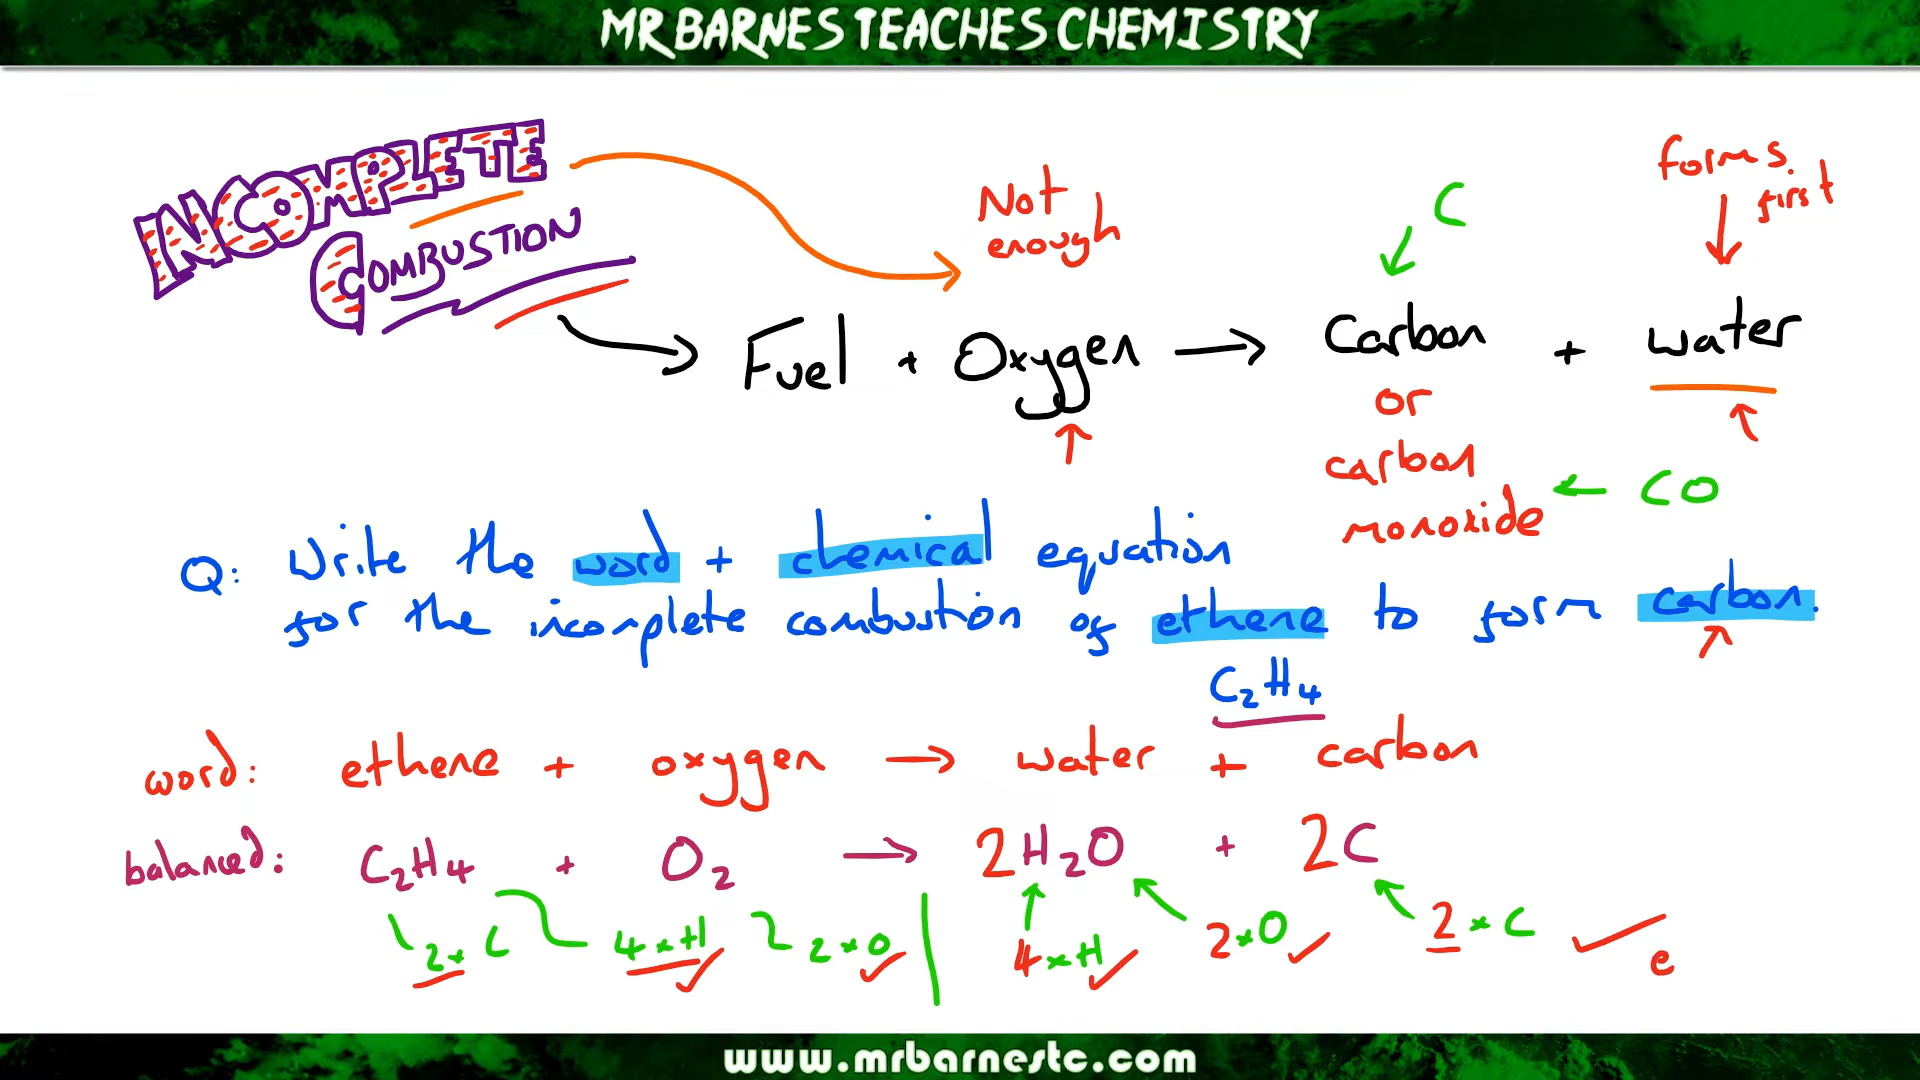 MR BARNES TEACHES CHEMISTRY
INCOMPLETE
COMBUSTION
Not
enough
C
forms
first
Fuel + Oxygen → Carbon + water
or
carbon
monoxide ← CO
Q: Write the word + chemical equation
for the incomplete combustion of ethene to form carbon.
C₂H₄
word: ethene + oxygen → water + carbon
balanced: C₂H₄ + O₂ → 2H₂O + 2C
2×C 4×H 2×O 4×H 2×O 2×C
e
www.mrbarnestc.com